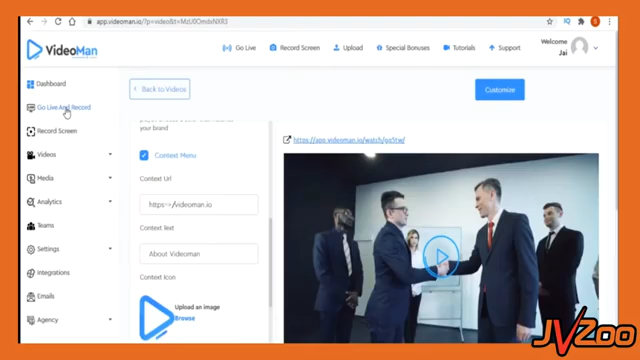 app.videoman.io/?p=video&t=MzU0OmdvNXR3
VideoMan
Go Live
Record Screen
Upload
Special Bonuses
Tutorials
Support
Welcome
Jai
Dashboard
Go Live And Record
Record Screen
Videos
Media
Analytics
Teams
Settings
Integrations
Emails
Agency
Back to Videos
Customize
your brand
Context Menu
Context Url
https://videoman.io
Context Text
About Videoman
Context Icon
Upload an image
Browse
https://app.videoman.io/watch/go5tw/
JVZoo